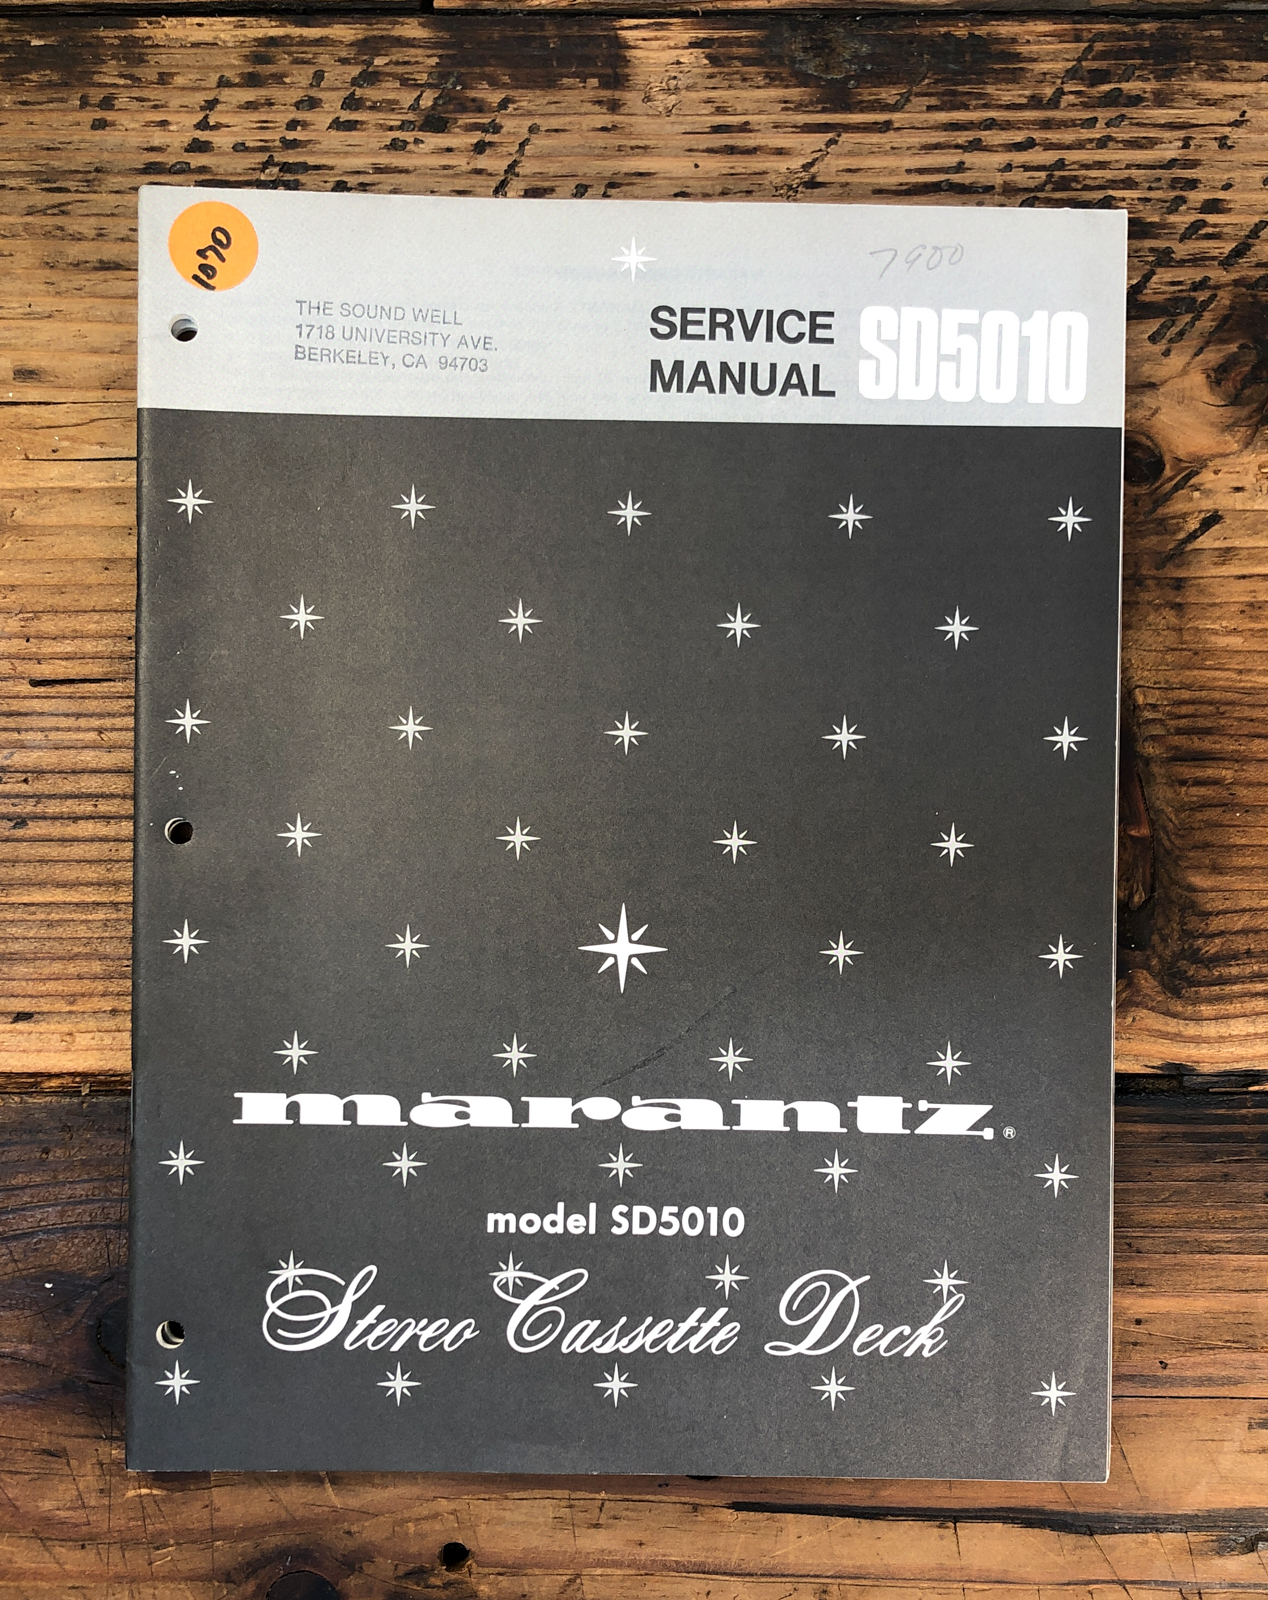 1070
7900
THE SOUND WELL
1718 UNIVERSITY AVE.
BERKELEY, CA 94703
SERVICE
MANUAL
SD5010
marantz®
model SD5010
Stereo Cassette Deck